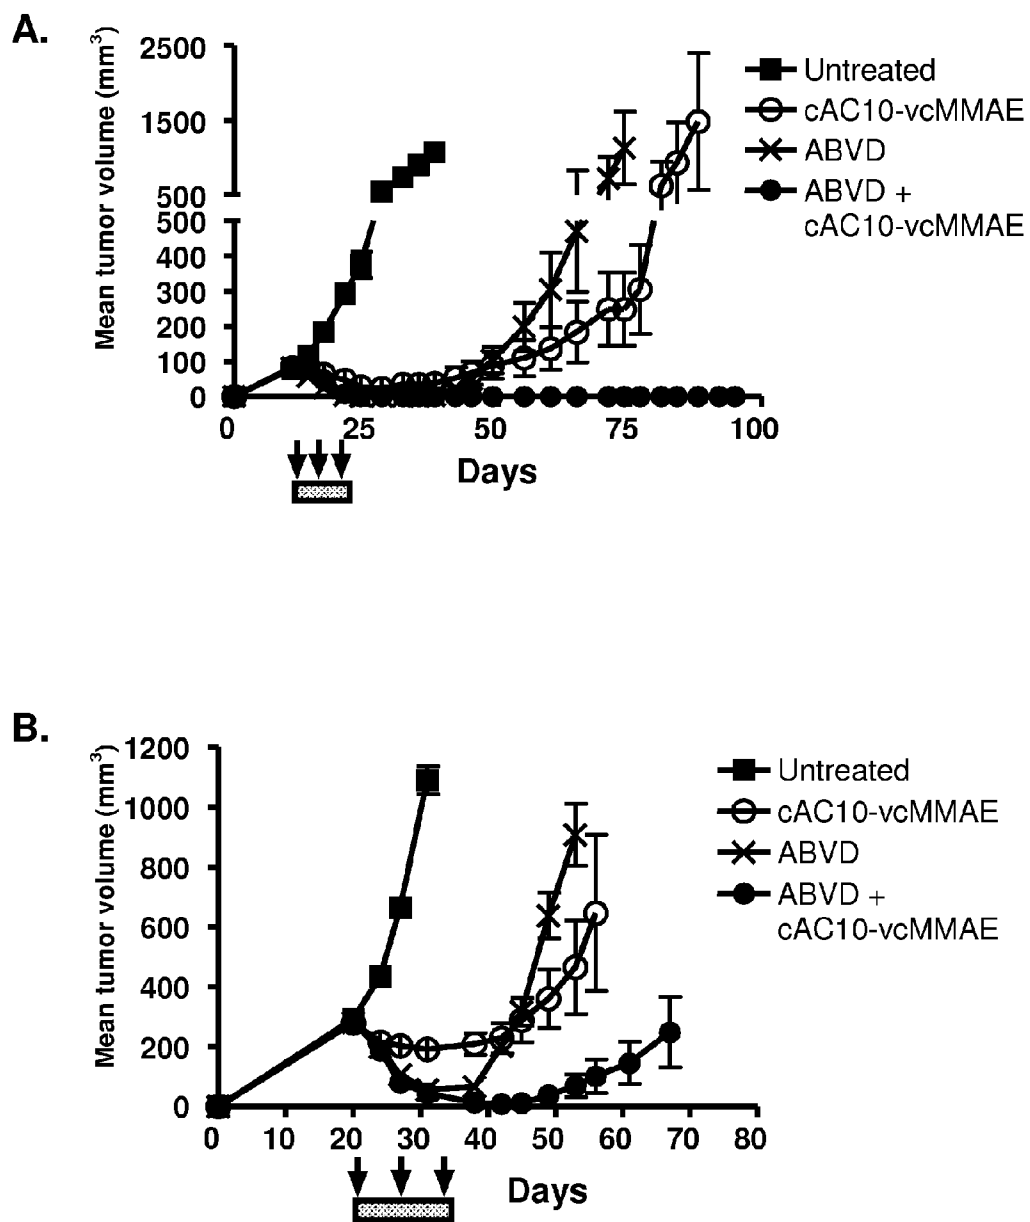 A.
Mean tumor volume (mm³)
2500
1500
500
500
400
300
200
100
0
0 25 50 75 100
Days
Untreated
cAC10-vcMMAE
ABVD
ABVD +
cAC10-vcMMAE
B.
Mean tumor volume (mm³)
1200
1000
800
600
400
200
0
0 10 20 30 40 50 60 70 80
Days
Untreated
cAC10-vcMMAE
ABVD
ABVD +
cAC10-vcMMAE